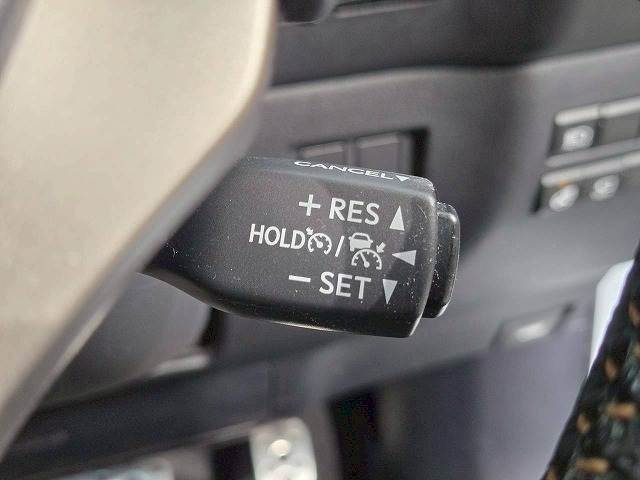 CANCEL
+ RES
HOLD /
- SET